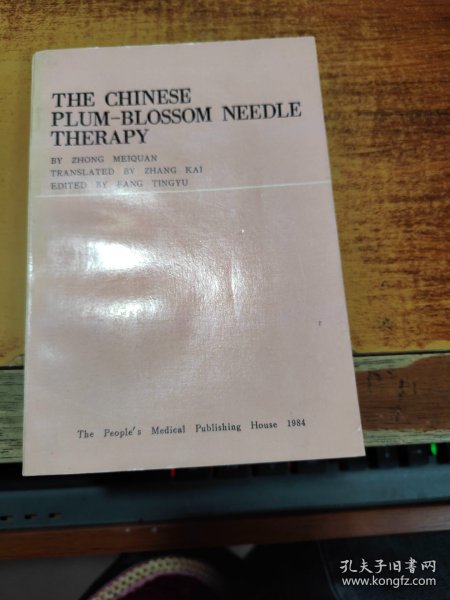 THE CHINESE
PLUM-BLOSSOM NEEDLE
THERAPY
BY ZHONG MEIQUAN
TRANSLATED BY ZHANG KAI
EDITED BY FANG TINGYU
The People's Medical Publishing House 1984
孔夫子旧书网
www.kongfz.com